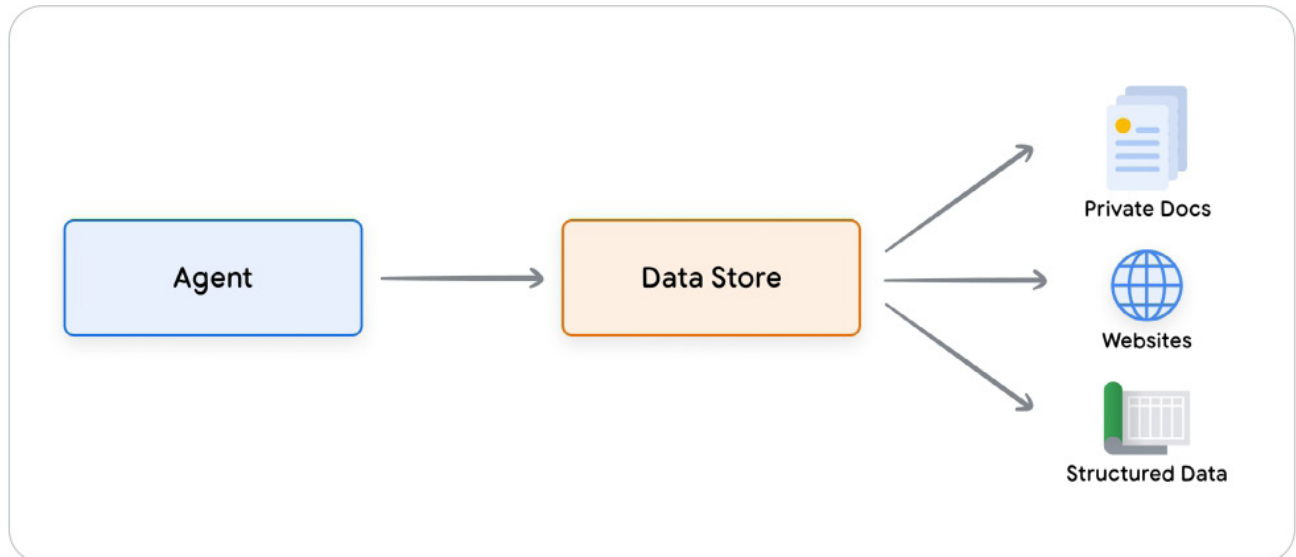 Agent
Data Store
Private Docs
Websites
Structured Data